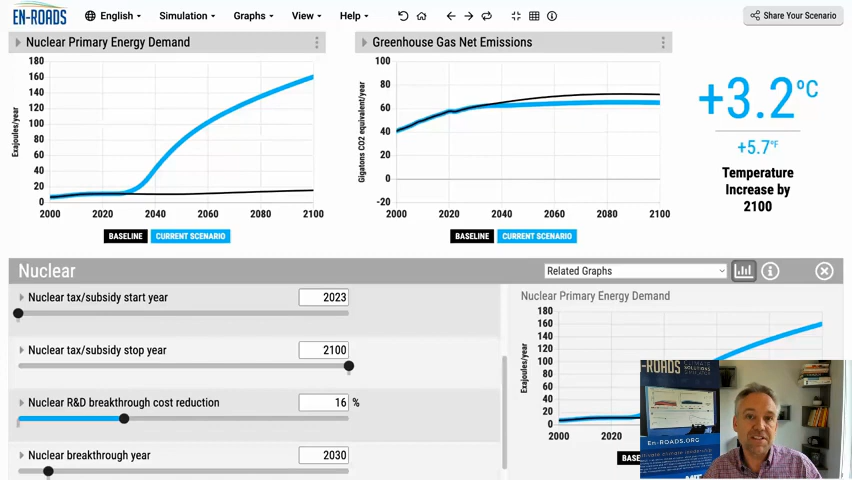 EN-ROADS
English
Simulation
Graphs
View
Help
Share Your Scenario
Nuclear Primary Energy Demand
Exajoules/year
180
160
140
120
100
80
60
40
20
0
2000
2020
2040
2060
2080
2100
BASELINE
CURRENT SCENARIO
Greenhouse Gas Net Emissions
Gigatons CO2 equivalent/year
100
80
60
40
20
0
-20
2000
2020
2040
2060
2080
2100
BASELINE
CURRENT SCENARIO
+3.2°C
+5.7°F
Temperature
Increase by
2100
Nuclear
Related Graphs
Nuclear tax/subsidy start year 2023
Nuclear tax/subsidy stop year 2100
Nuclear R&D breakthrough cost reduction 16 %
Nuclear breakthrough year 2030
Nuclear Primary Energy Demand
Exajoules/year
180
160
140
120
100
80
60
40
20
0
2000
2020
EN-ROADS
CLIMATE
SOLUTIONS
SIMULATOR
En-ROADS.ORG